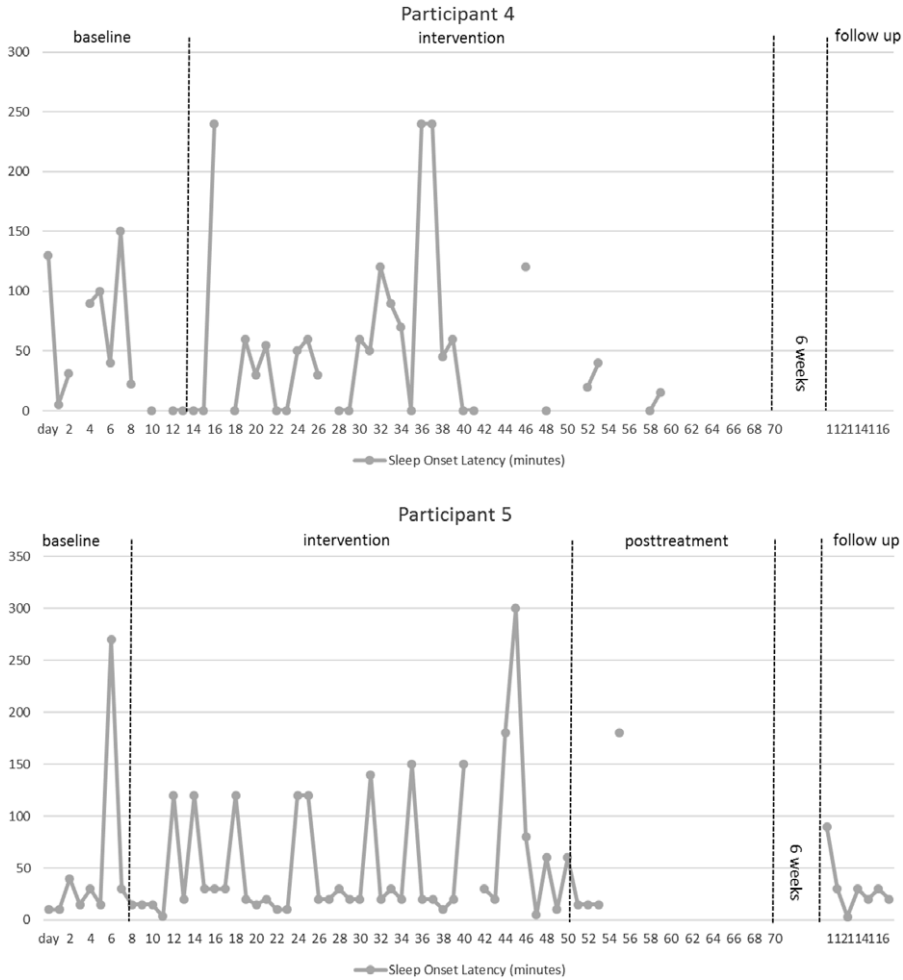 Participant 4
baseline intervention follow up
300
250
200
150
100
50
0
6 weeks
day 2 4 6 8 10 12 14 16 18 20 22 24 26 28 30 32 34 36 38 40 42 44 46 48 50 52 54 56 58 60 62 64 66 68 70 112114116
Sleep Onset Latency (minutes)
Participant 5
baseline intervention posttreatment follow up
350
300
250
200
150
100
50
0
6 weeks
day 2 4 6 8 10 12 14 16 18 20 22 24 26 28 30 32 34 36 38 40 42 44 46 48 50 52 54 56 58 60 62 64 66 68 70 112114116
Sleep Onset Latency (minutes)